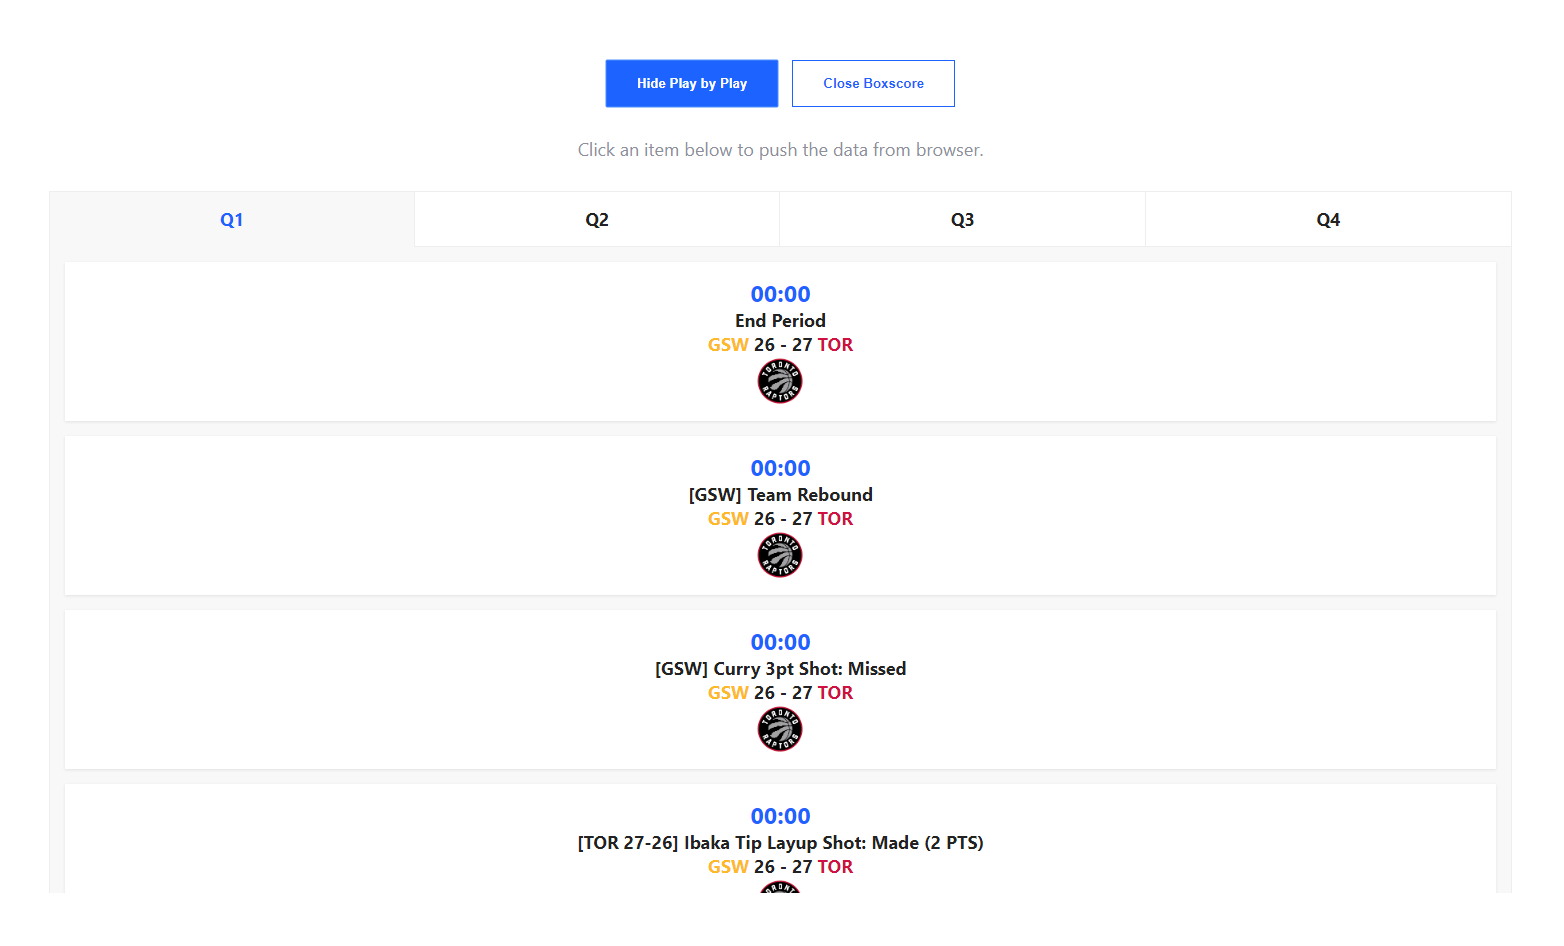 Hide Play by Play
Close Boxscore
Click an item below to push the data from browser.
Q1
Q2
Q3
Q4
00:00
End Period
GSW 26 - 27 TOR
TORONTO
RAPTORS
00:00
[GSW] Team Rebound
GSW 26 - 27 TOR
TORONTO
RAPTORS
00:00
[GSW] Curry 3pt Shot: Missed
GSW 26 - 27 TOR
TORONTO
RAPTORS
00:00
[TOR 27-26] Ibaka Tip Layup Shot: Made (2 PTS)
GSW 26 - 27 TOR